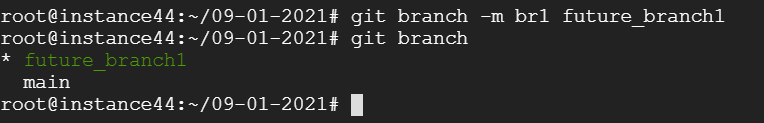 root@instance44:~/09-01-2021# git branch -m br1 future_branch1
root@instance44:~/09-01-2021# git branch
* future_branch1
  main
root@instance44:~/09-01-2021#